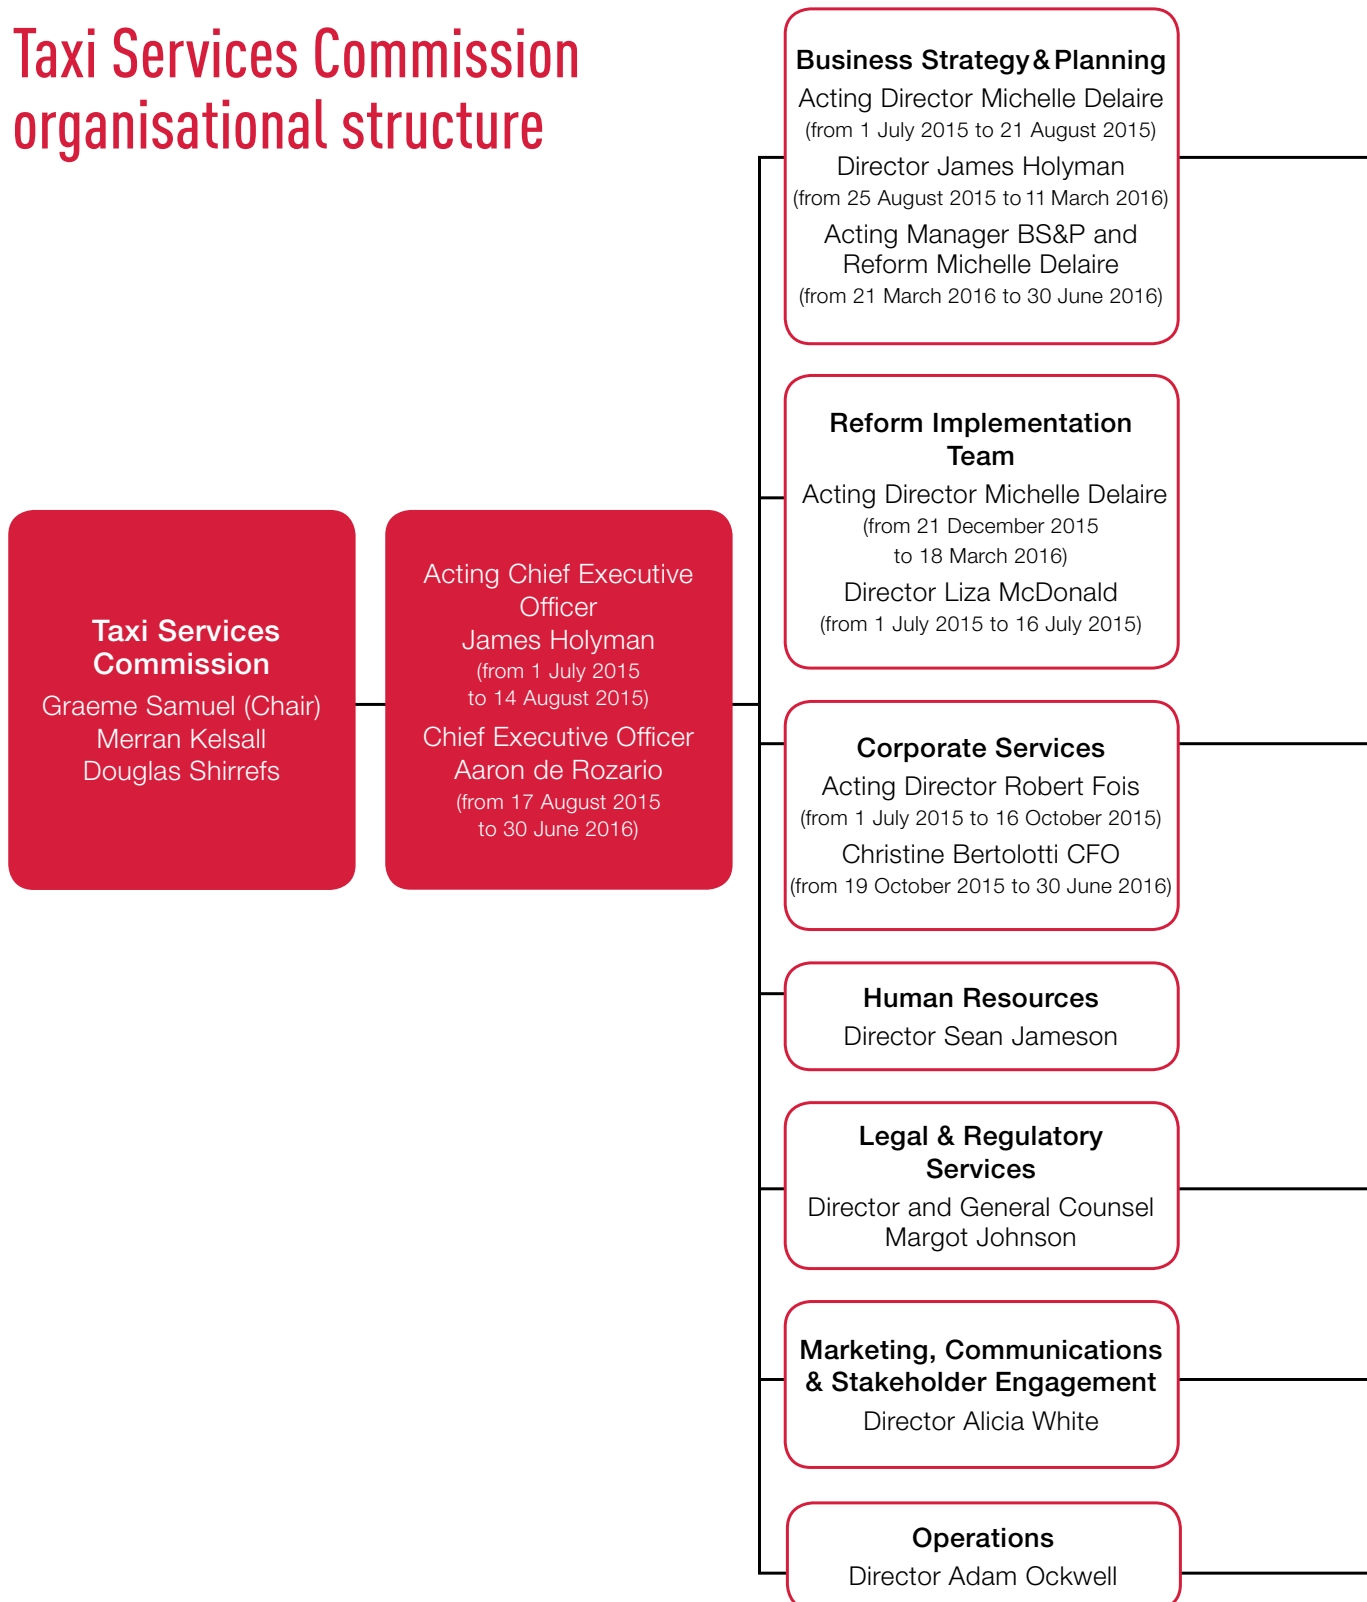 Taxi Services Commission
organisational structure
Taxi Services
Commission
Graeme Samuel (Chair)
Merran Kelsall
Douglas Shirrefs
Acting Chief Executive
Officer
James Holyman
(from 1 July 2015
to 14 August 2015)
Chief Executive Officer
Aaron de Rozario
(from 17 August 2015
to 30 June 2016)
Business Strategy & Planning
Acting Director Michelle Delaire
(from 1 July 2015 to 21 August 2015)
Director James Holyman
(from 25 August 2015 to 11 March 2016)
Acting Manager BS&P and
Reform Michelle Delaire
(from 21 March 2016 to 30 June 2016)
Reform Implementation
Team
Acting Director Michelle Delaire
(from 21 December 2015
to 18 March 2016)
Director Liza McDonald
(from 1 July 2015 to 16 July 2015)
Corporate Services
Acting Director Robert Fois
(from 1 July 2015 to 16 October 2015)
Christine Bertolotti CFO
(from 19 October 2015 to 30 June 2016)
Human Resources
Director Sean Jameson
Legal & Regulatory
Services
Director and General Counsel
Margot Johnson
Marketing, Communications
& Stakeholder Engagement
Director Alicia White
Operations
Director Adam Ockwell